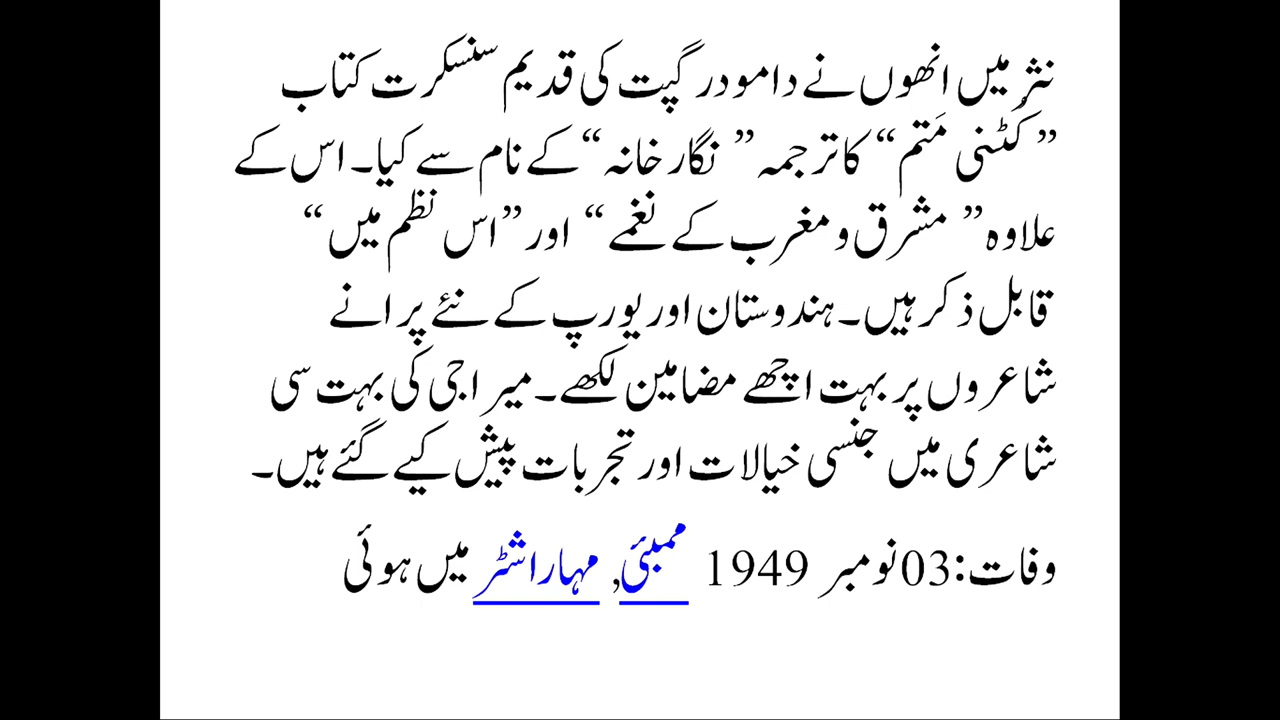 نثر میں انھوں نے دامودر گپت کی قدیم سنسکرت کتاب
”کُٹنی مَتم“ کا ترجمہ ” نگار خانہ“ کے نام سے کیا۔ اس کے
علاوہ ” مشرق و مغرب کے نغمے “ اور ”اس نظم میں“
قابل ذکر ہیں۔ ہندوستان اور یورپ کے نئے پرانے
شاعروں پر بہت اچھے مضامین لکھے۔ میرا جی کی بہت سی
شاعری میں جنسی خیالات اور تجربات پیش کیے گئے ہیں۔
وفات: 03 نومبر 1949 ممبئی, مہاراشٹر میں ہوئی